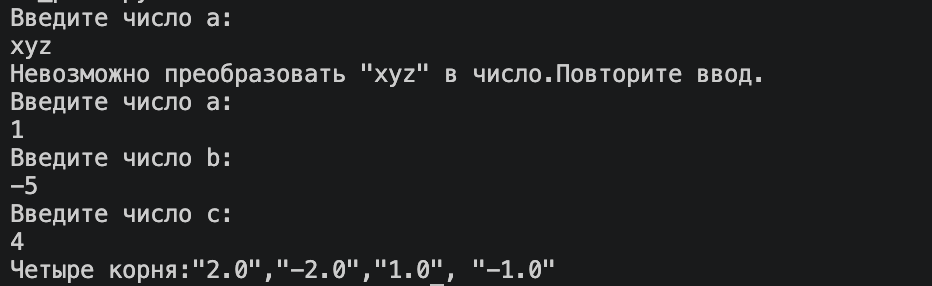 Введите число a:
xyz
Невозможно преобразовать "xyz" в число.Повторите ввод.
Введите число a:
1
Введите число b:
-5
Введите число c:
4
Четыре корня:"2.0","-2.0","1.0", "-1.0"